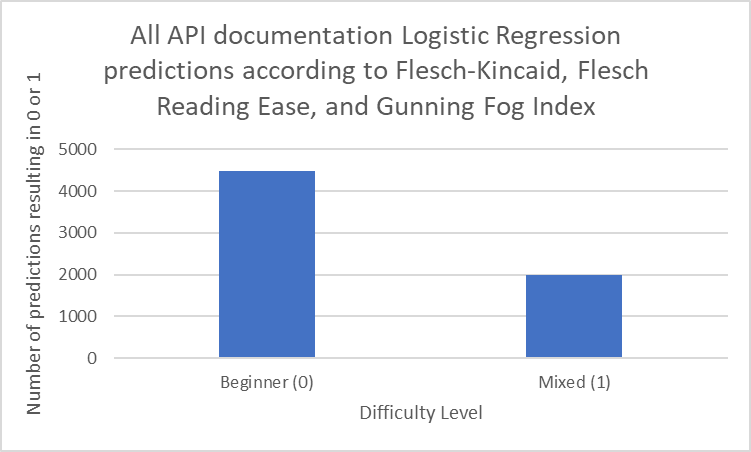 All API documentation Logistic Regression
predictions according to Flesch-Kincaid, Flesch
Reading Ease, and Gunning Fog Index
Number of predictions resulting in 0 or 1
5000
4000
3000
2000
1000
0
Beginner (0)
Mixed (1)
Difficulty Level